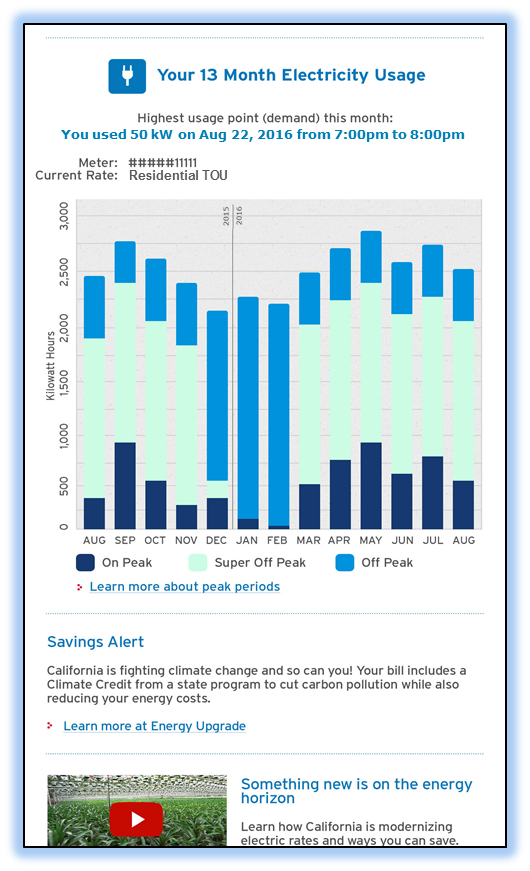 Your 13 Month Electricity Usage
Highest usage point (demand) this month:
You used 50 kW on Aug 22, 2016 from 7:00pm to 8:00pm
Meter: #####11111
Current Rate: Residential TOU
Kilowatt Hours
3,000
2,500
2,000
1,500
1,000
500
0
2015
2016
AUG SEP OCT NOV DEC JAN FEB MAR APR MAY JUN JUL AUG
On Peak Super Off Peak Off Peak
Learn more about peak periods
Savings Alert
California is fighting climate change and so can you! Your bill includes a
Climate Credit from a state program to cut carbon pollution while also
reducing your energy costs.
Learn more at Energy Upgrade
Something new is on the energy
horizon
Learn how California is modernizing
electric rates and ways you can save.